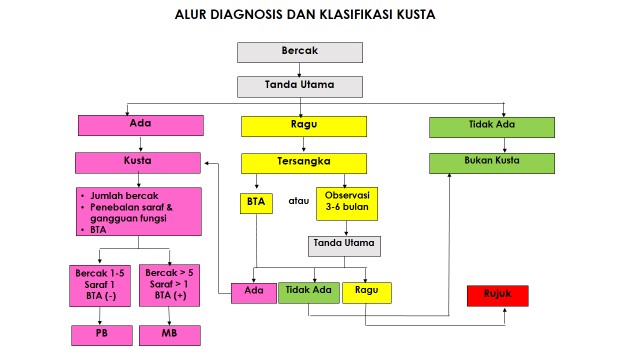 ALUR DIAGNOSIS DAN KLASIFIKASI KUSTA
Bercak
Tanda Utama
Ada
Ragu
Tidak Ada
Kusta
Tersangka
Bukan Kusta
• Jumlah bercak
• Penebalan saraf &
gangguan fungsi
• BTA
BTA
atau
Observasi
3-6 bulan
Tanda Utama
Bercak 1-5
Saraf 1
BTA (-)
Bercak > 5
Saraf > 1
BTA (+)
Ada
Tidak Ada
Ragu
Rujuk
PB
MB